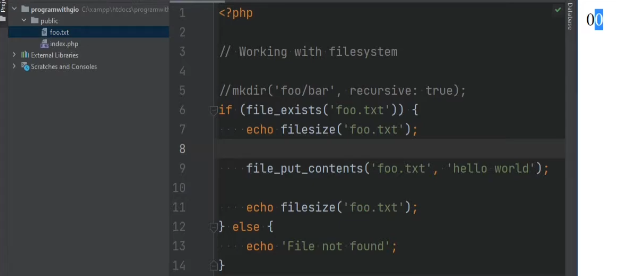 programwithgio C:\xampp\htdocs\programwith
public
foo.txt
index.php
External Libraries
Scratches and Consoles
1 <?php
2
3 // Working with filesystem
4
5 //mkdir('foo/bar', recursive: true);
6 if (file_exists('foo.txt')) {
7 echo filesize('foo.txt');
8
9 file_put_contents('foo.txt', 'hello world');
10
11 echo filesize('foo.txt');
12 } else {
13 echo 'File not found';
14 }
Database
00